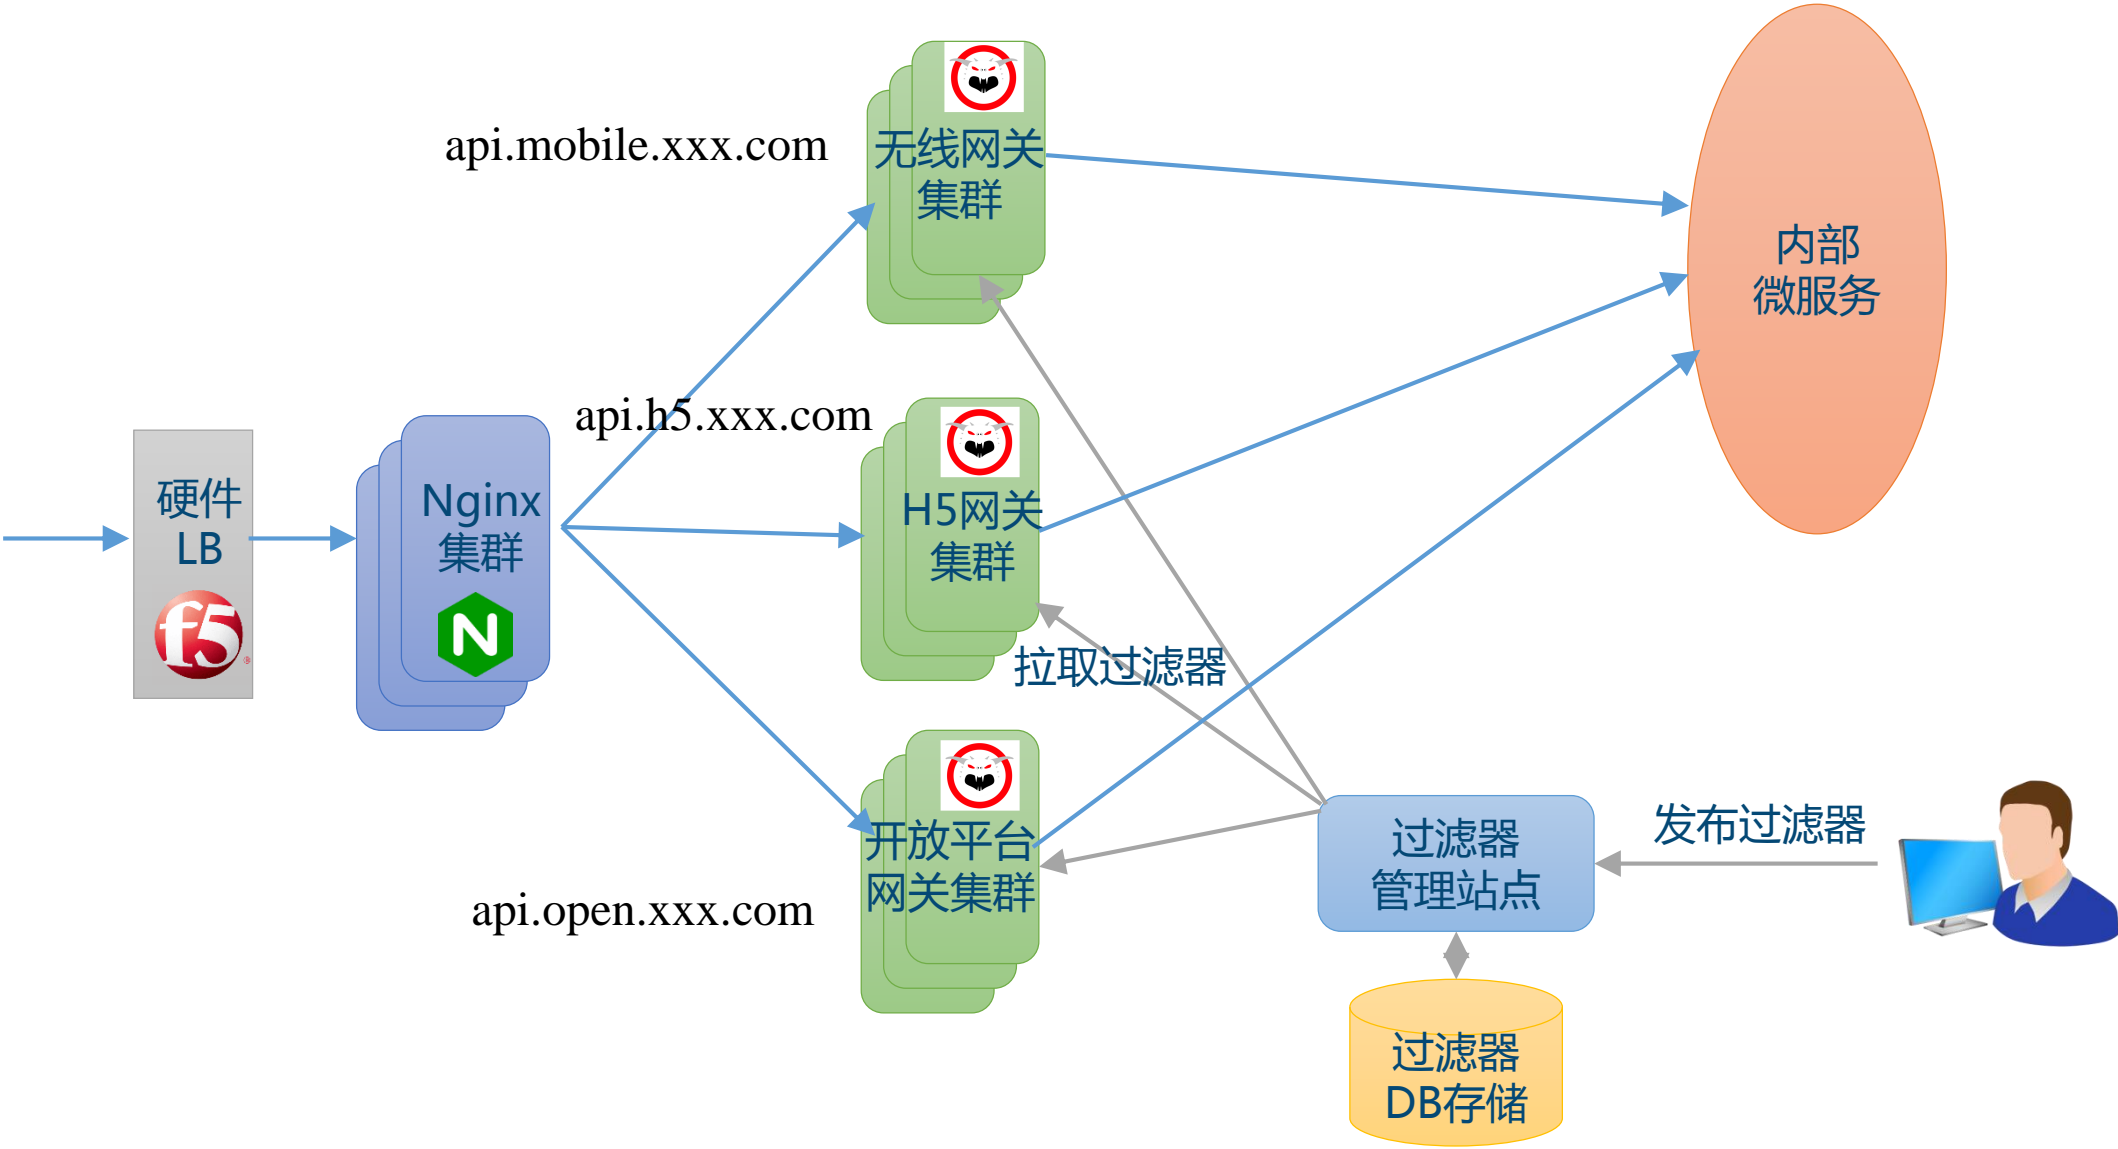 api.mobile.xxx.com
无线网关
集群
内部
微服务
api.h5.xxx.com
硬件
LB
f5
Nginx
集群
N
H5网关
集群
拉取过滤器
开放平台
网关集群
api.open.xxx.com
过滤器
管理站点
发布过滤器
过滤器
DB存储